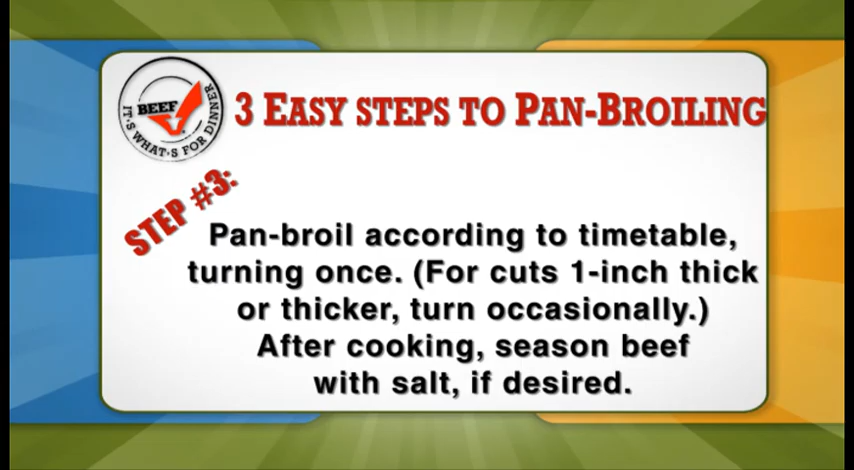 BEEF
IT'S WHAT'S FOR DINNER
3 EASY STEPS TO PAN-BROILING
STEP #3:
Pan-broil according to timetable,
turning once. (For cuts 1-inch thick
or thicker, turn occasionally.)
After cooking, season beef
with salt, if desired.